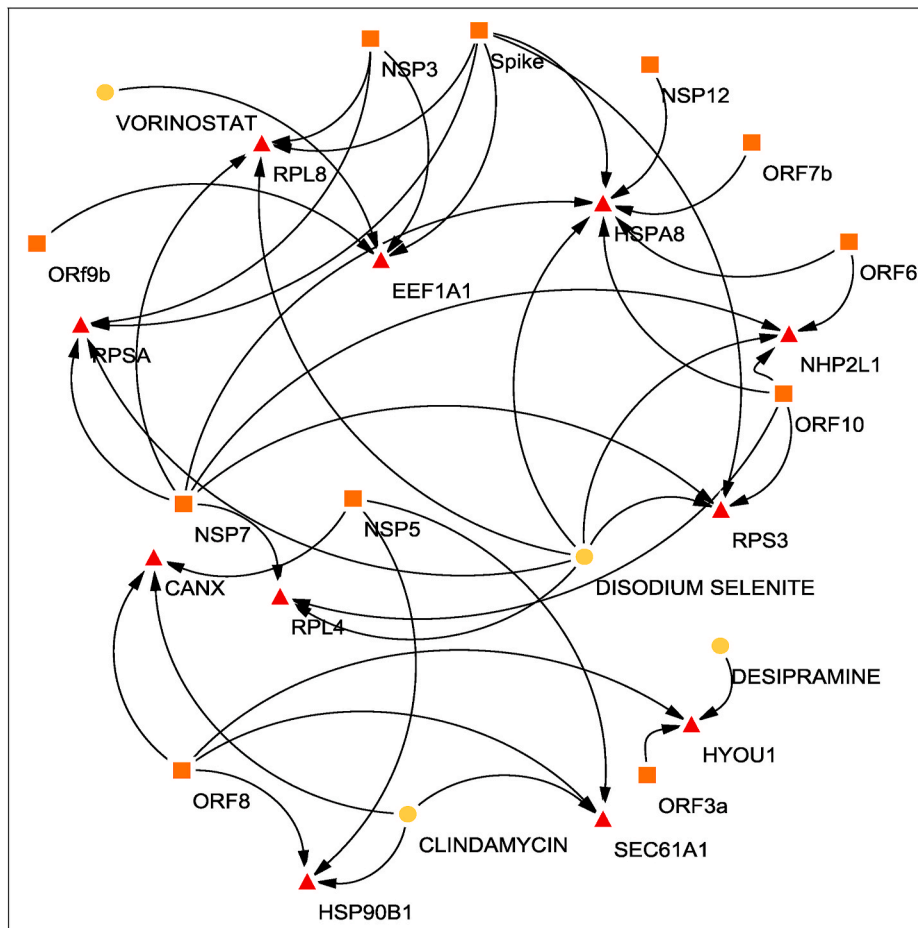 NSP3
Spike
NSP12
VORINOSTAT
RPL8
ORF7b
HSPA8
ORf9b
EEF1A1
ORF6
RPSA
NHP2L1
ORF10
NSP7
NSP5
RPS3
CANX
DISODIUM SELENITE
RPL4
DESIPRAMINE
HYOU1
ORF8
ORF3a
CLINDAMYCIN
SEC61A1
HSP90B1